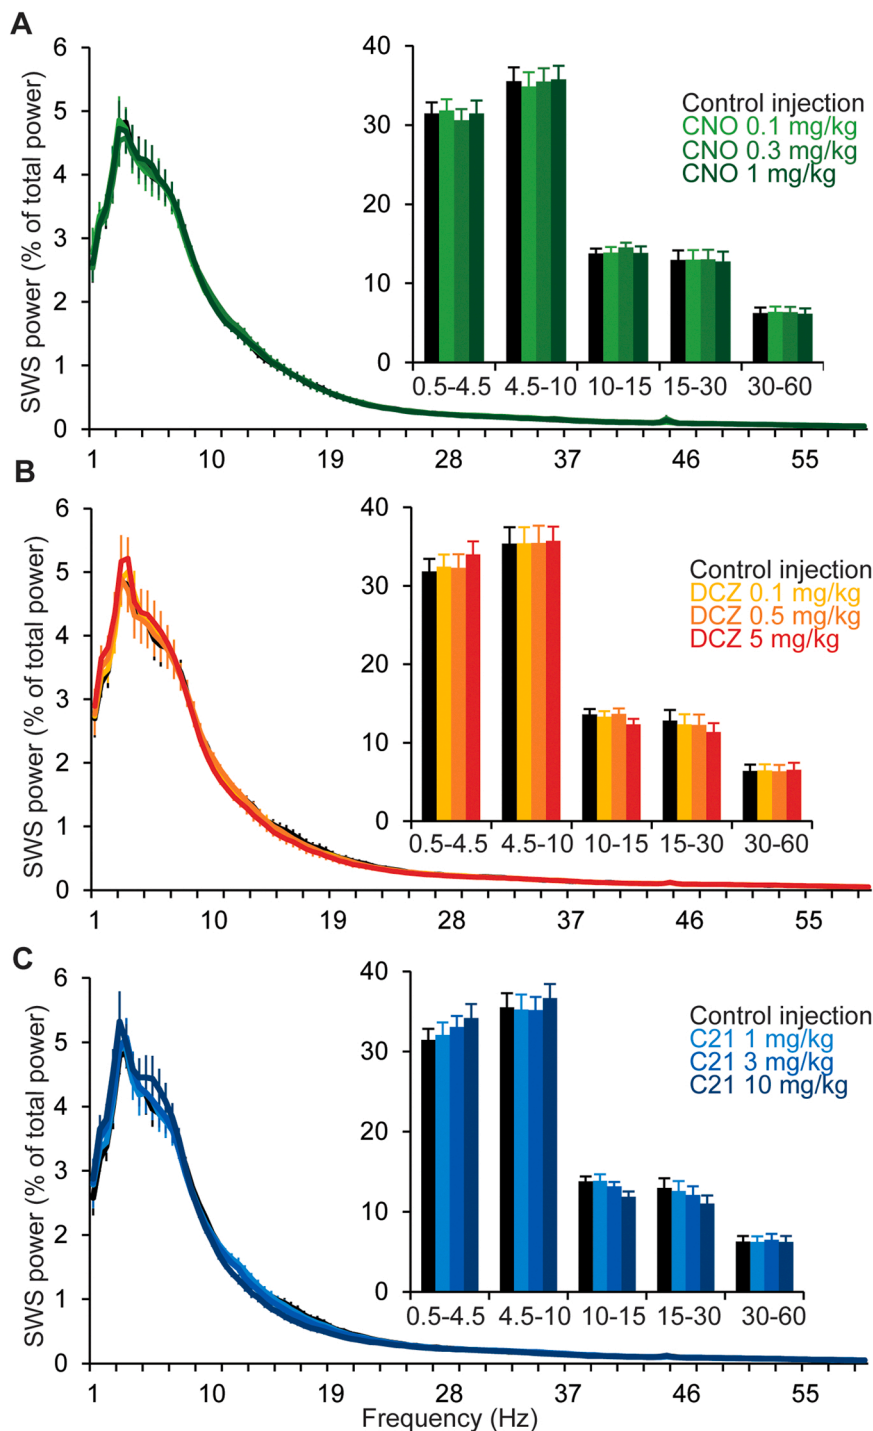 A
SWS power (% of total power)
6
5
4
3
2
1
0
1 10 19 28 37 46 55
40
30
20
10
0
0.5-4.5 4.5-10 10-15 15-30 30-60
Control injection
CNO 0.1 mg/kg
CNO 0.3 mg/kg
CNO 1 mg/kg
B
SWS power (% of total power)
6
5
4
3
2
1
0
1 10 19 28 37 46 55
40
30
20
10
0
0.5-4.5 4.5-10 10-15 15-30 30-60
Control injection
DCZ 0.1 mg/kg
DCZ 0.5 mg/kg
DCZ 5 mg/kg
C
SWS power (% of total power)
6
5
4
3
2
1
0
1 10 19 28 37 46 55
40
30
20
10
0
0.5-4.5 4.5-10 10-15 15-30 30-60
Control injection
C21 1 mg/kg
C21 3 mg/kg
C21 10 mg/kg
Frequency (Hz)